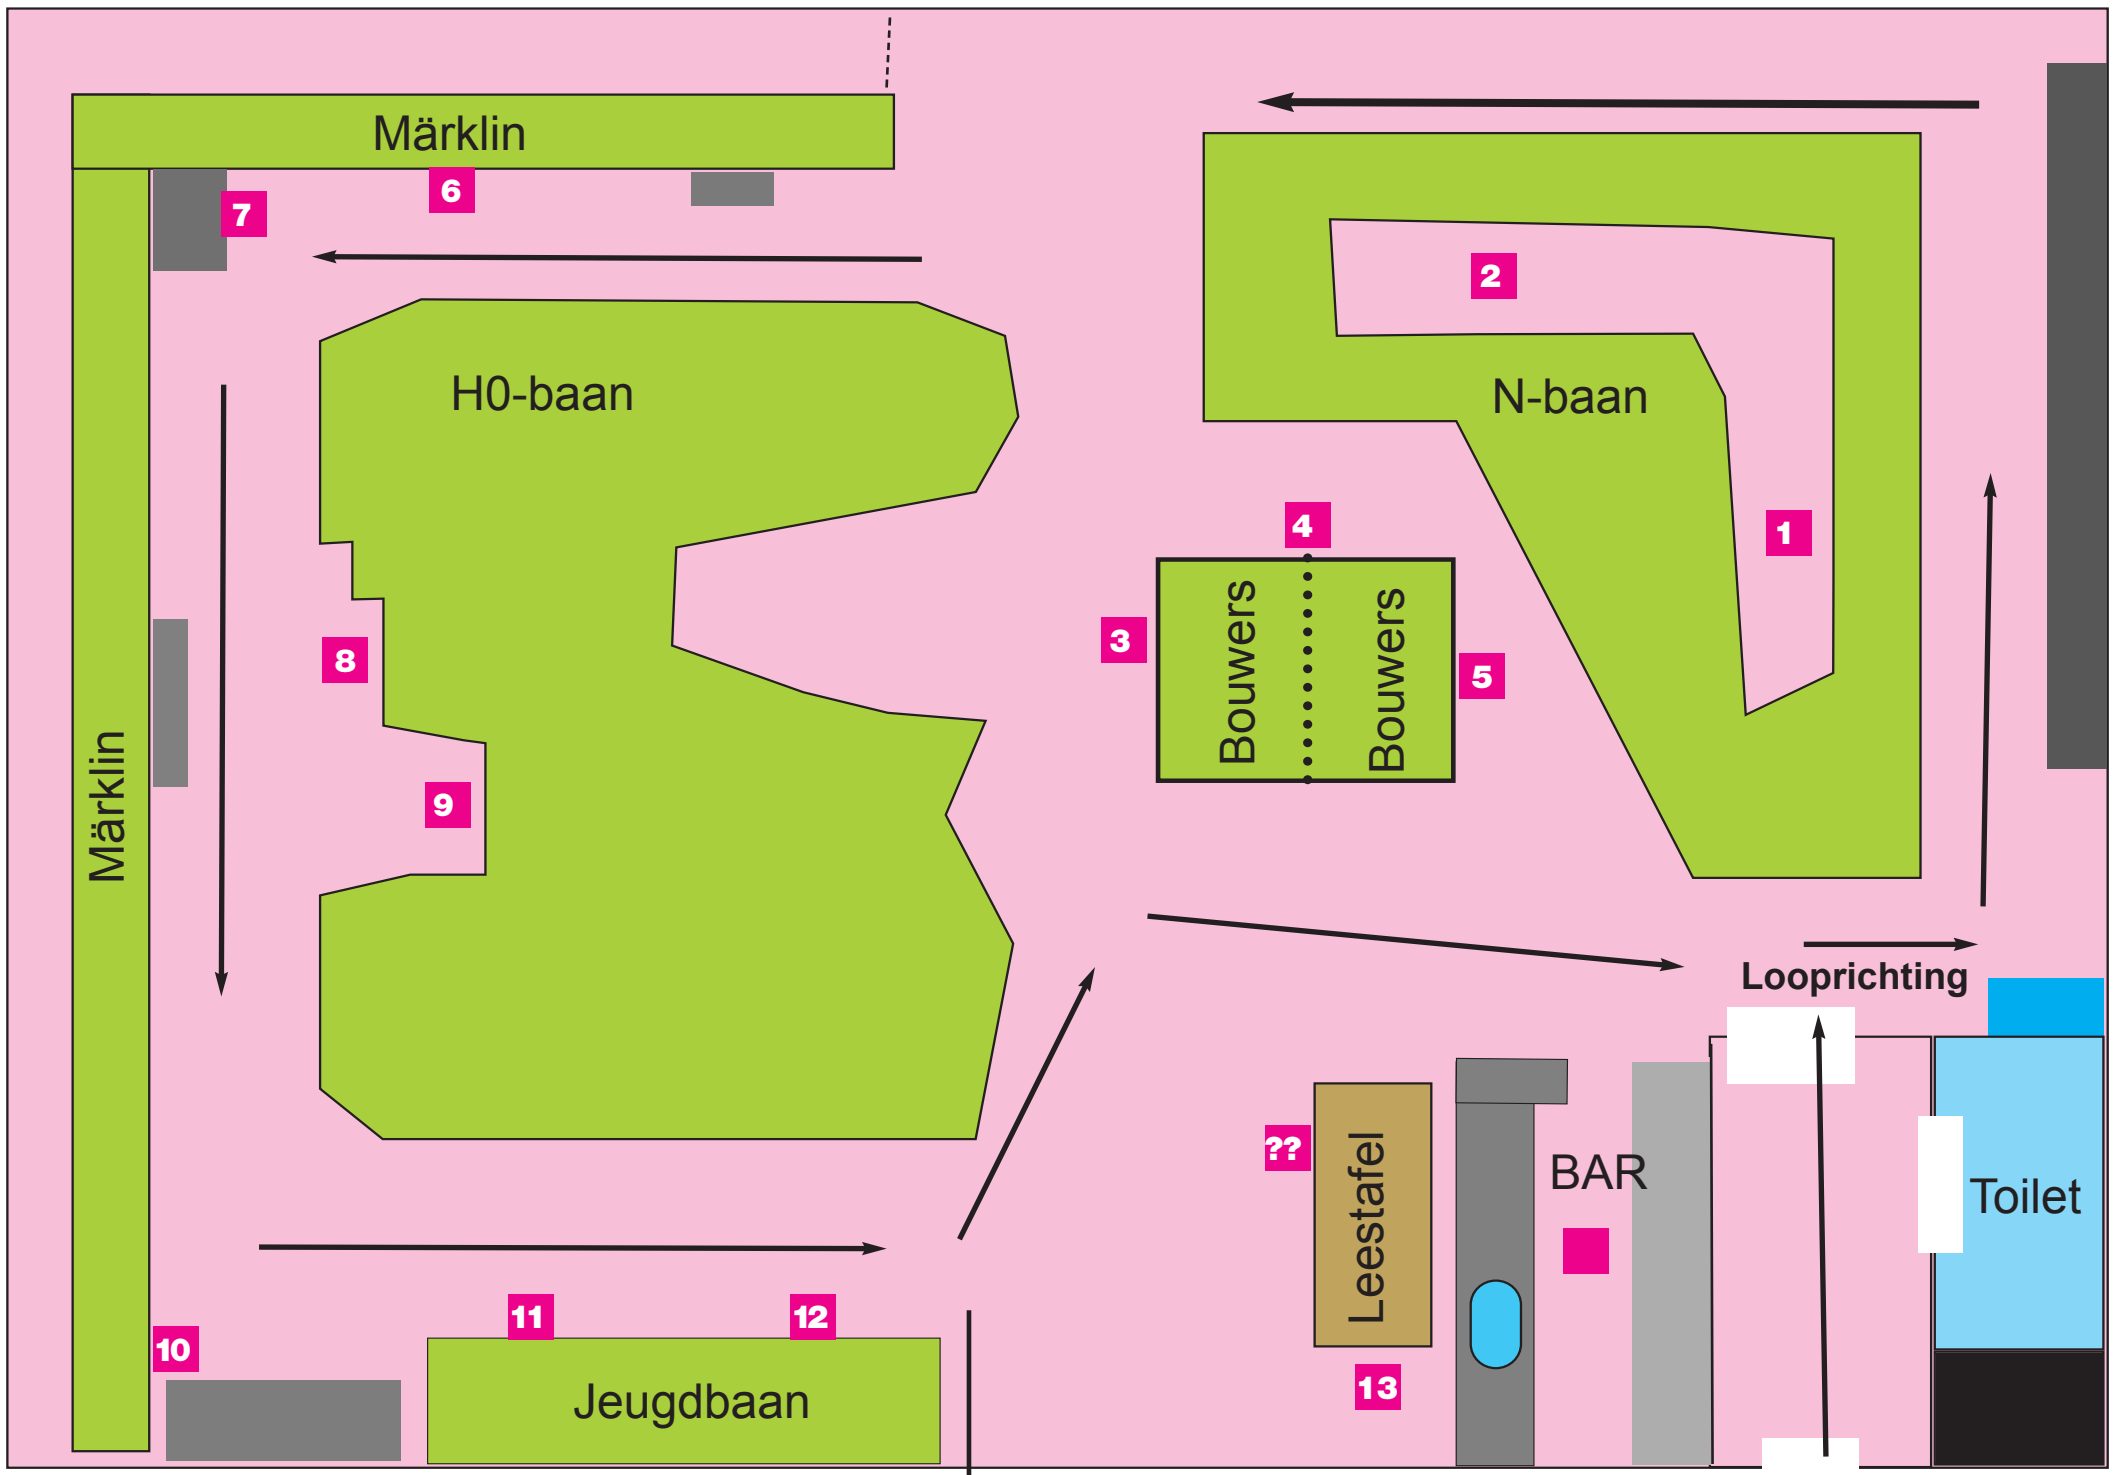 Märklin
6
7
2
H0-baan
N-baan
4
1
Bouwers
Bouwers
3
8
5
Märklin
9
Looprichting
??
Leestafel
BAR
Toilet
11
12
10
13
Jeugdbaan